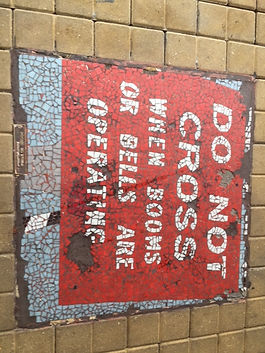 DO NOT
CROSS
WHEN BOOMS
OR BELLS ARE
OPERATING